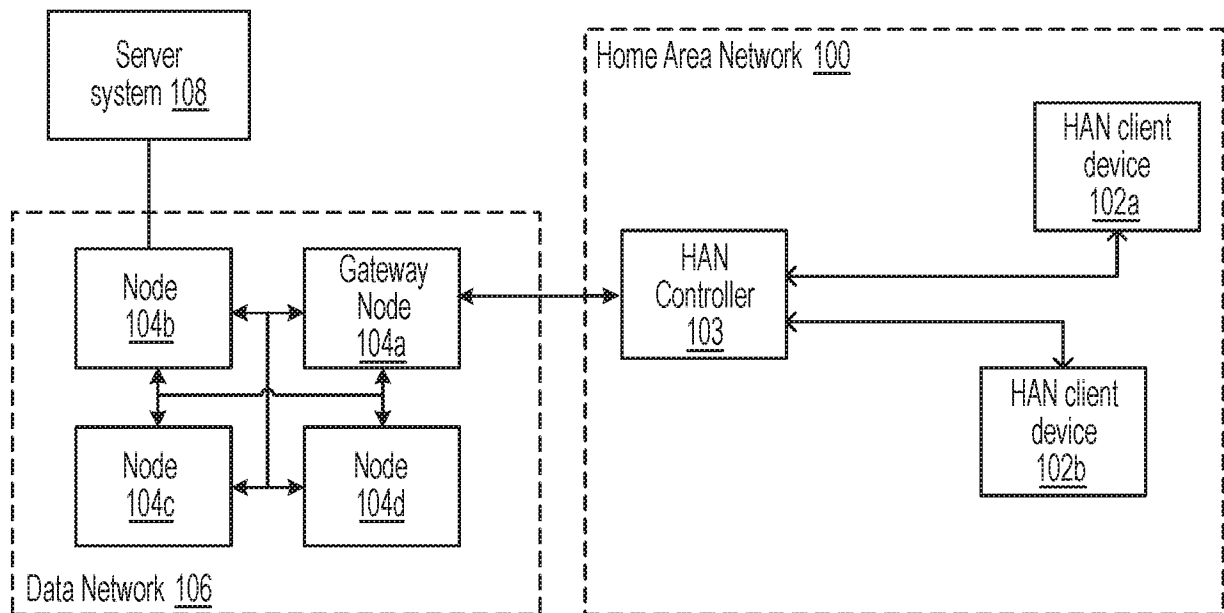 Server
system 108
Home Area Network 100
HAN client
device
102a
HAN
Controller
103
HAN client
device
102b
Node
104b
Gateway
Node
104a
Node
104c
Node
104d
Data Network 106